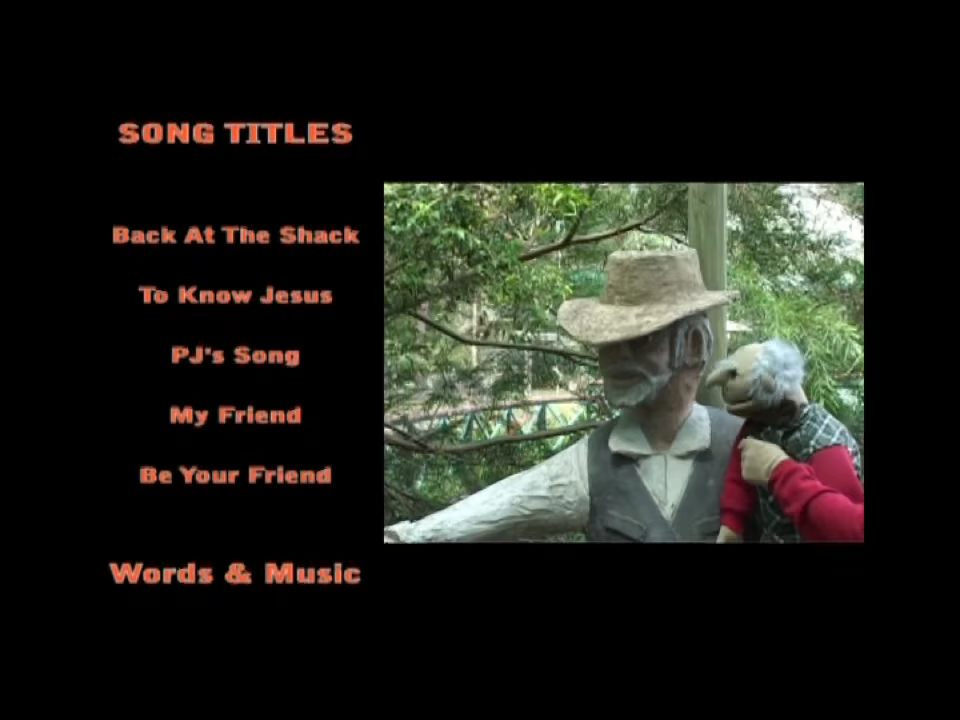 SONG TITLES
Back At The Shack
To Know Jesus
PJ's Song
My Friend
Be Your Friend
Words & Music